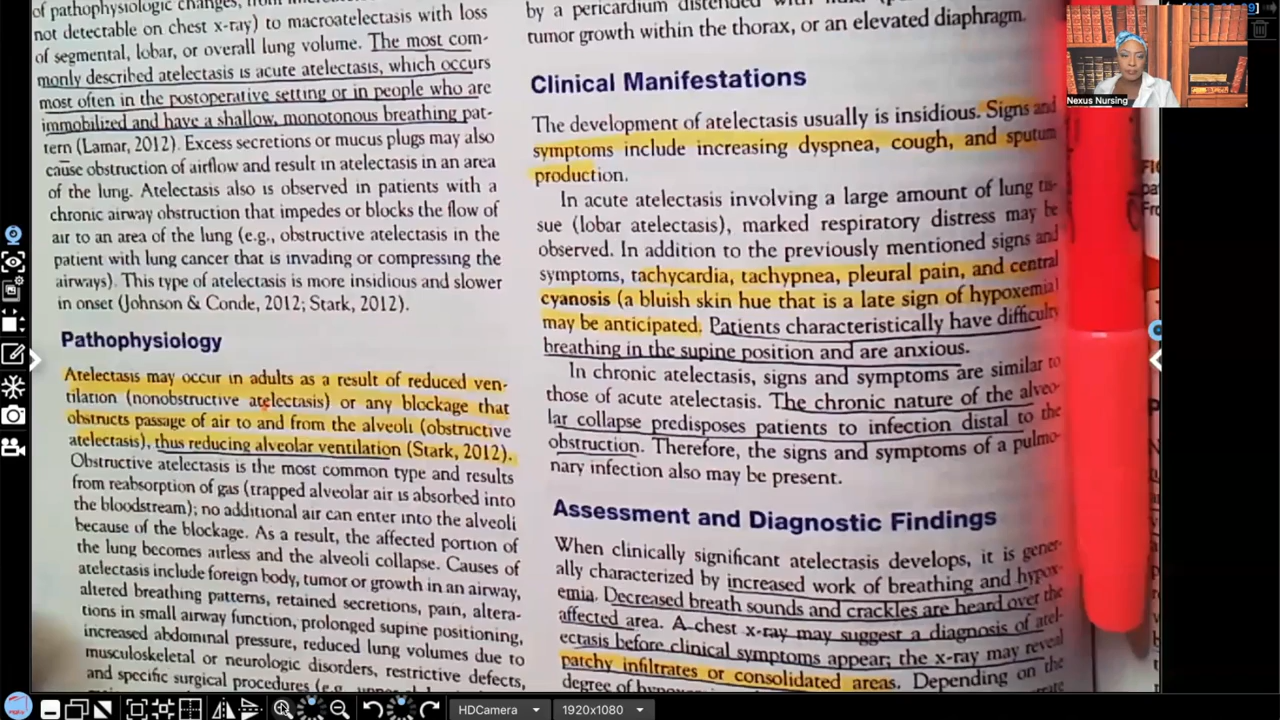 of pathophysiologic changes, from
not detectable on chest x-ray) to macroatelectasis with loss
of segmental, lobar, or overall lung volume. The most com-
monly described atelectasis is acute atelectasis, which occurs
most often in the postoperative setting or in people who are
immobilized and have a shallow, monotonous breathing pat-
tern (Lamar, 2012). Excess secretions or mucus plugs may also
cause obstruction of airflow and result in atelectasis in an area
of the lung. Atelectasis also is observed in patients with a
chronic airway obstruction that impedes or blocks the flow of
air to an area of the lung (e.g., obstructive atelectasis in the
patient with lung cancer that is invading or compressing the
airways). This type of atelectasis is more insidious and slower
in onset (Johnson & Conde, 2012; Stark, 2012).
Pathophysiology
Atelectasis may occur in adults as a result of reduced ven-
tilation (nonobstructive atelectasis) or any blockage that
obstructs passage of air to and from the alveoli (obstructive
atelectasis), thus reducing alveolar ventilation (Stark, 2012).
Obstructive atelectasis is the most common type and results
from reabsorption of gas (trapped alveolar air is absorbed into
the bloodstream); no additional air can enter into the alveoli
because of the blockage. As a result, the affected portion of
the lung becomes airless and the alveoli collapse. Causes of
atelectasis include foreign body, tumor or growth in an airway,
altered breathing patterns, retained secretions, pain, altera-
tions in small airway function, prolonged supine positioning,
increased abdominal pressure, reduced lung volumes due to
musculoskeletal or neurologic disorders, restrictive defects,
and specific surgical procedures (e.g.,
by a pericardium distended with
tumor growth within the thorax, or an elevated diaphragm.
Clinical Manifestations
The development of atelectasis usually is insidious. Signs and
symptoms include increasing dyspnea, cough, and sputum
production.
In acute atelectasis involving a large amount of lung tis-
sue (lobar atelectasis), marked respiratory distress may be
observed. In addition to the previously mentioned signs and
symptoms, tachycardia, tachypnea, pleural pain, and central
cyanosis (a bluish skin hue that is a late sign of hypoxemia)
may be anticipated. Patients characteristically have difficulty
breathing in the supine position and are anxious.
In chronic atelectasis, signs and symptoms are similar to
those of acute atelectasis. The chronic nature of the alveo-
lar collapse predisposes patients to infection distal to the
obstruction. Therefore, the signs and symptoms of a pulmo-
nary infection also may be present.
Assessment and Diagnostic Findings
When clinically significant atelectasis develops, it is gener-
ally characterized by increased work of breathing and hypox-
emia. Decreased breath sounds and crackles are heard over the
affected area. A chest x-ray may suggest a diagnosis of atel-
ectasis before clinical symptoms appear; the x-ray may reveal
patchy infiltrates or consolidated areas. Depending on the
degree of
Nexus Nursing
HDCamera
1920x1080